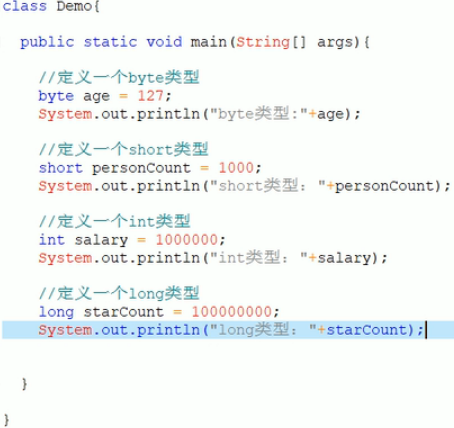 class Demo{
public static void main(String[] args){
//定义一个byte类型
byte age = 127;
System.out.println("byte类型:"+age);
//定义一个short类型
short personCount = 1000;
System.out.println("short类型: "+personCount);
//定义一个int类型
int salary = 1000000;
System.out.println("int类型: "+salary);
//定义一个long类型
long starCount = 100000000;
System.out.println("long类型: "+starCount);
}
}